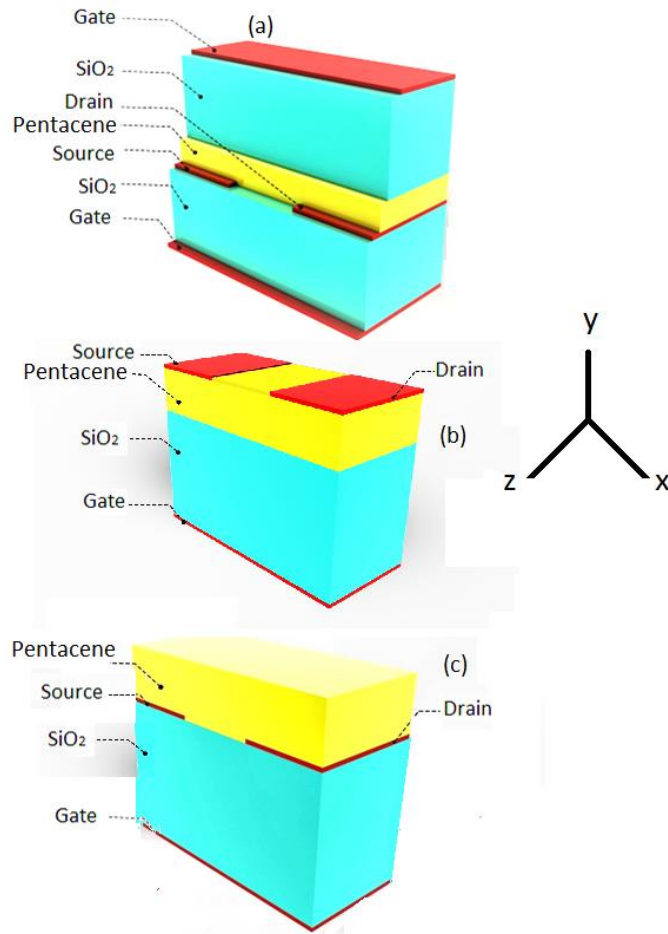 Gate
(a)
SiO₂
Drain
Pentacene
Source
SiO₂
Gate
y
z
x
Source
Pentacene
Drain
SiO₂
(b)
Gate
Pentacene
(c)
Source
Drain
SiO₂
Gate